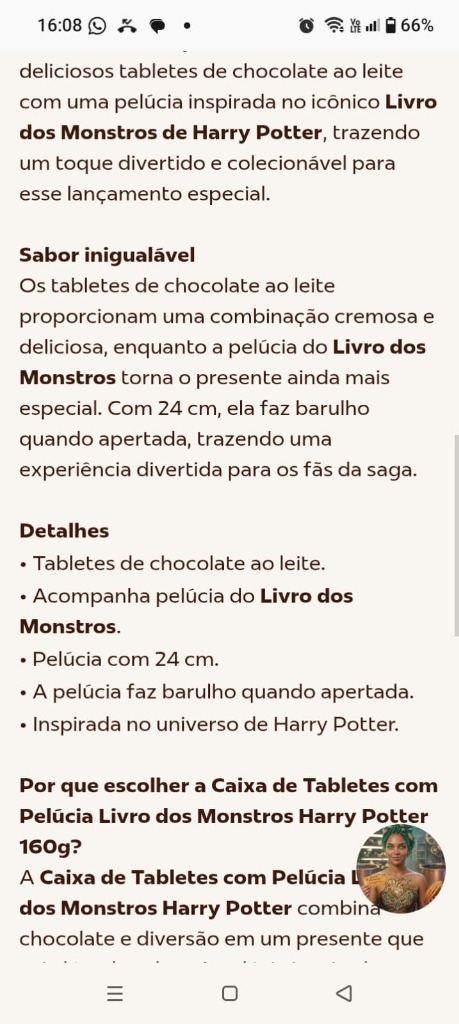 16:08
Vo
LTE
66%
deliciosos tabletes de chocolate ao leite
com uma pelúcia inspirada no icônico Livro
dos Monstros de Harry Potter, trazendo
um toque divertido e colecionável para
esse lançamento especial.
Sabor inigualável
Os tabletes de chocolate ao leite
proporcionam uma combinação cremosa e
deliciosa, enquanto a pelúcia do Livro dos
Monstros torna o presente ainda mais
especial. Com 24 cm, ela faz barulho
quando apertada, trazendo uma
experiência divertida para os fãs da saga.
Detalhes
• Tabletes de chocolate ao leite.
• Acompanha pelúcia do Livro dos
Monstros.
• Pelúcia com 24 cm.
• A pelúcia faz barulho quando apertada.
• Inspirada no universo de Harry Potter.
Por que escolher a Caixa de Tabletes com
Pelúcia Livro dos Monstros Harry Potter
160g?
A Caixa de Tabletes com Pelúcia
dos Monstros Harry Potter combina
chocolate e diversão em um presente que